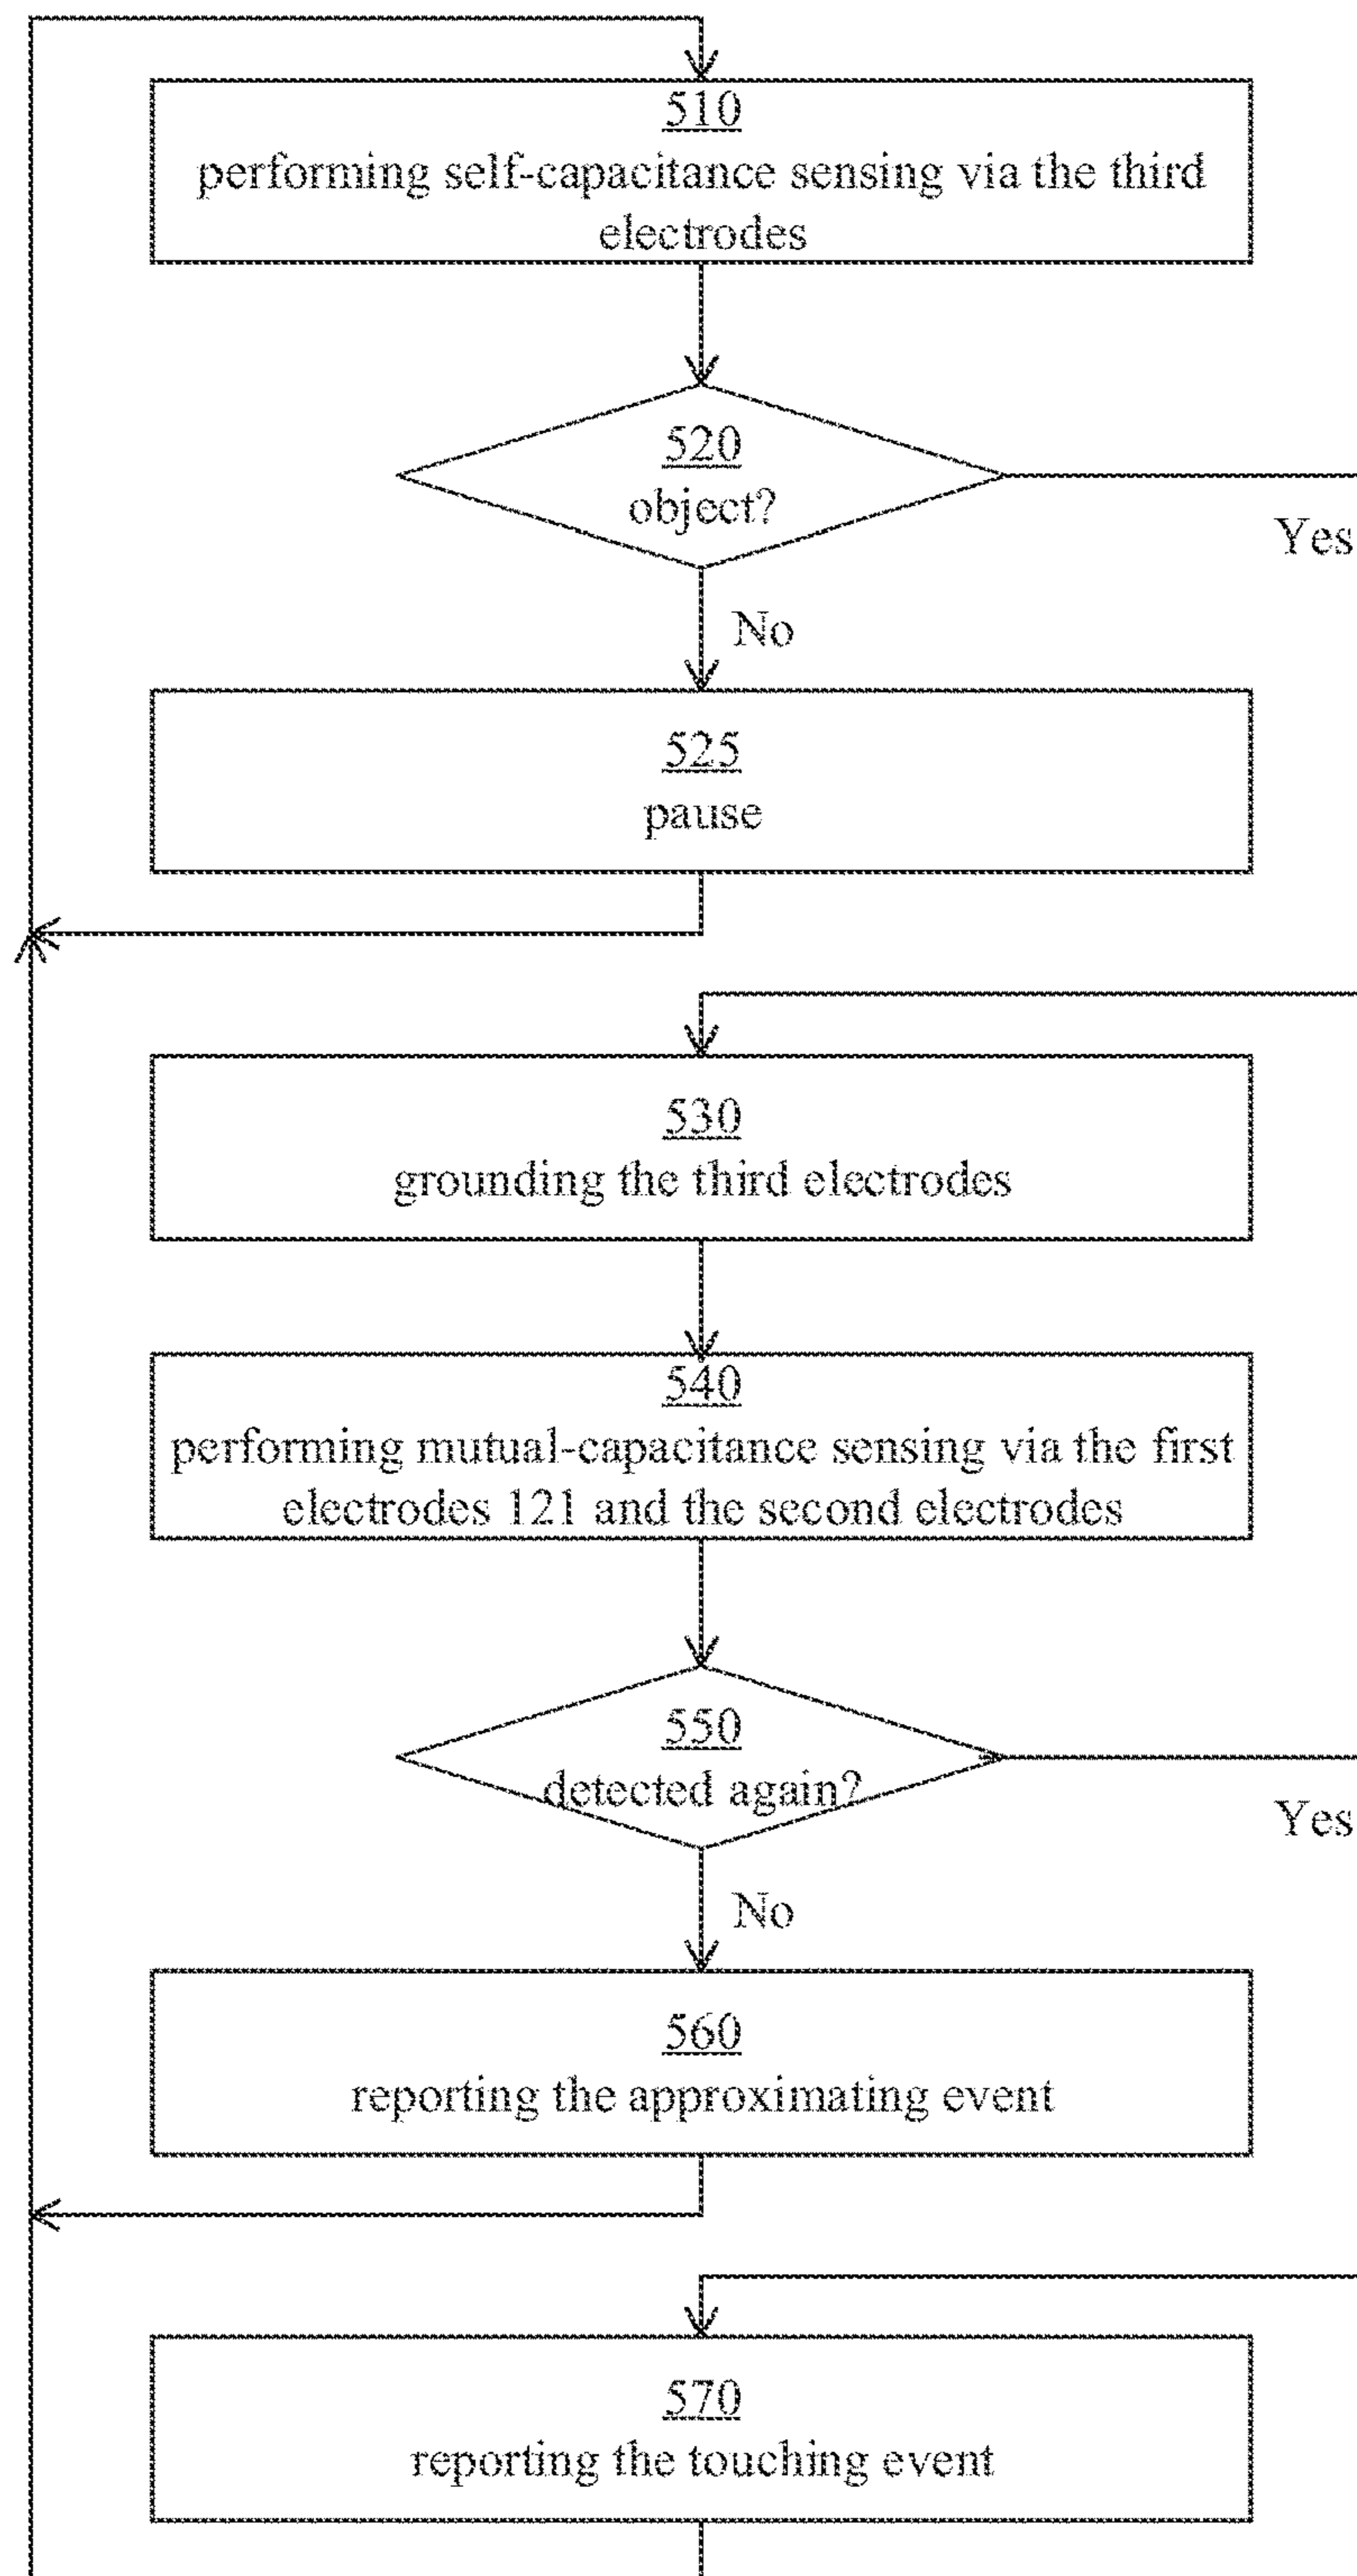 510
performing self-capacitance sensing via the third
electrodes
520
object?
Yes
No
525
pause
530
grounding the third electrodes
540
performing mutual-capacitance sensing via the first
electrodes 121 and the second electrodes
550
detected again?
Yes
No
560
reporting the approximating event
570
reporting the touching event